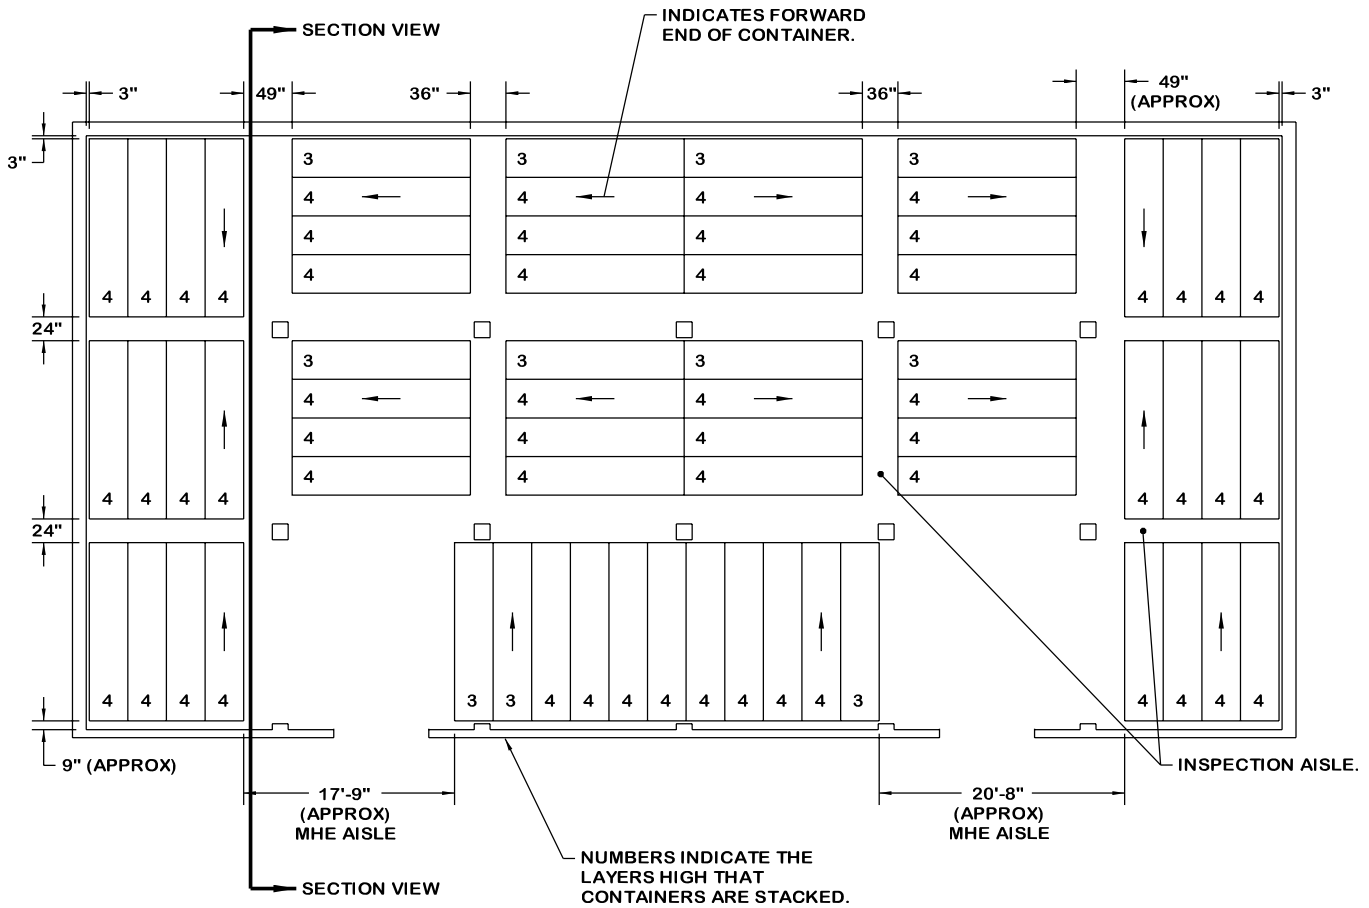 INDICATES FORWARD
END OF CONTAINER.
SECTION VIEW
3" 49" 36" 36" 49" 3"
(APPROX)
3"
3 3 3 3
4 4 4 4
4 4 4 4
4 4 4 4 4 4 4 4 4 4 4 4
24"
3 3 3 3
4 4 4 4
4 4 4 4
4 4 4 4
4 4 4 4 4 4 4 4
24"
4 4 4 4 3 3 4 4 4 4 4 4 4 4 3 4 4 4 4
9" (APPROX)
INSPECTION AISLE.
17'-9"
(APPROX)
MHE AISLE
20'-8"
(APPROX)
MHE AISLE
NUMBERS INDICATE THE
LAYERS HIGH THAT
CONTAINERS ARE STACKED.
SECTION VIEW